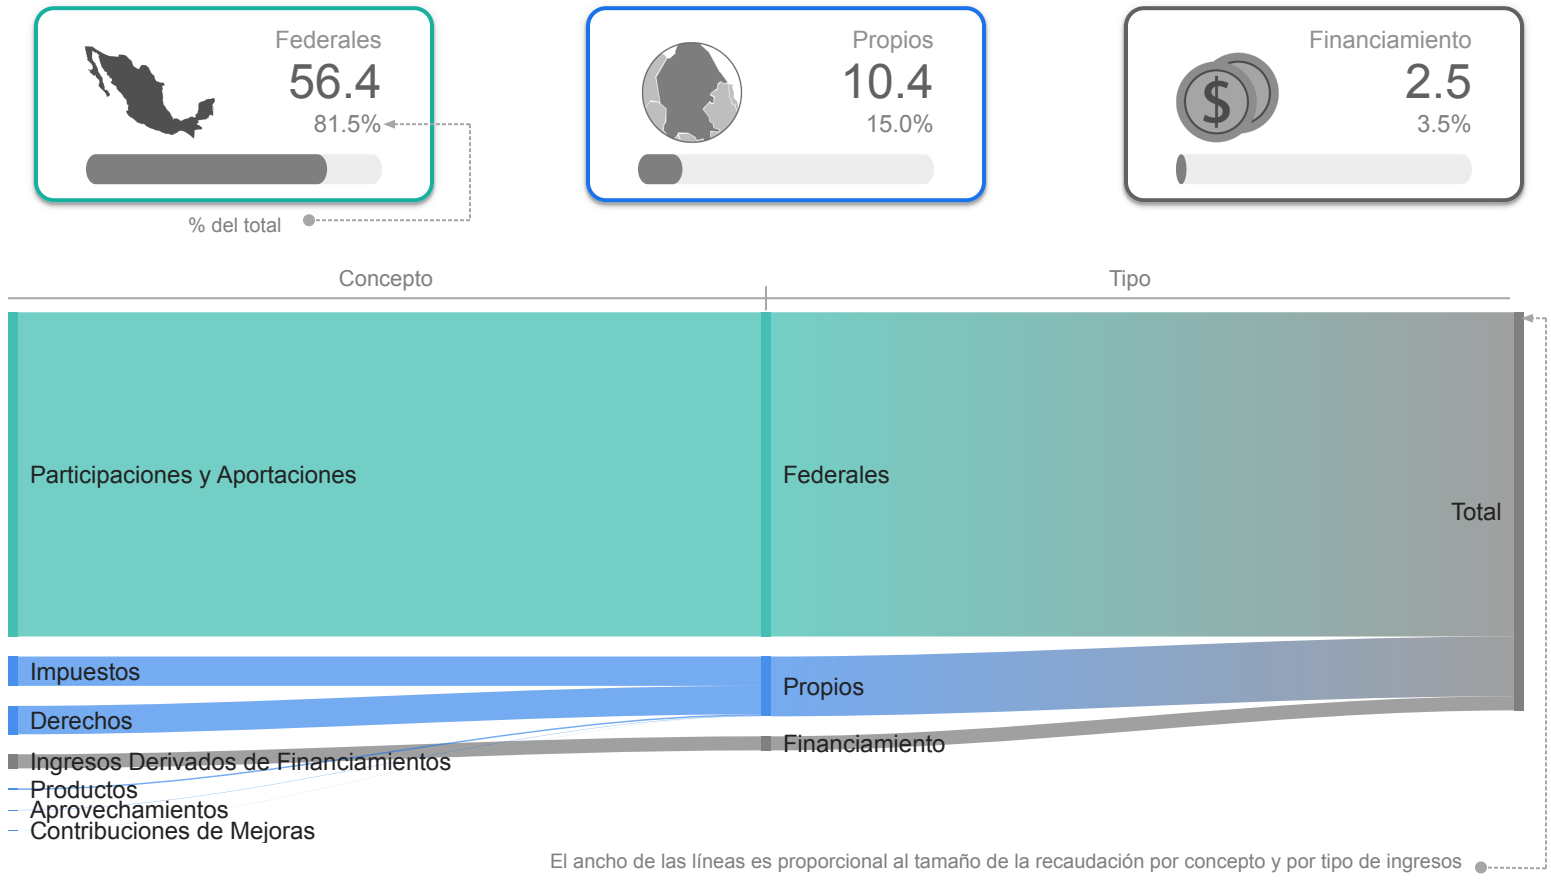 Federales
56.4
81.5%
Propios
10.4
15.0%
Financiamiento
2.5
3.5%
$
% del total
Concepto
Tipo
Participaciones y Aportaciones
Federales
Total
Impuestos
Propios
Derechos
Financiamiento
Ingresos Derivados de Financiamientos
Productos
Aprovechamientos
Contribuciones de Mejoras
El ancho de las líneas es proporcional al tamaño de la recaudación por concepto y por tipo de ingresos